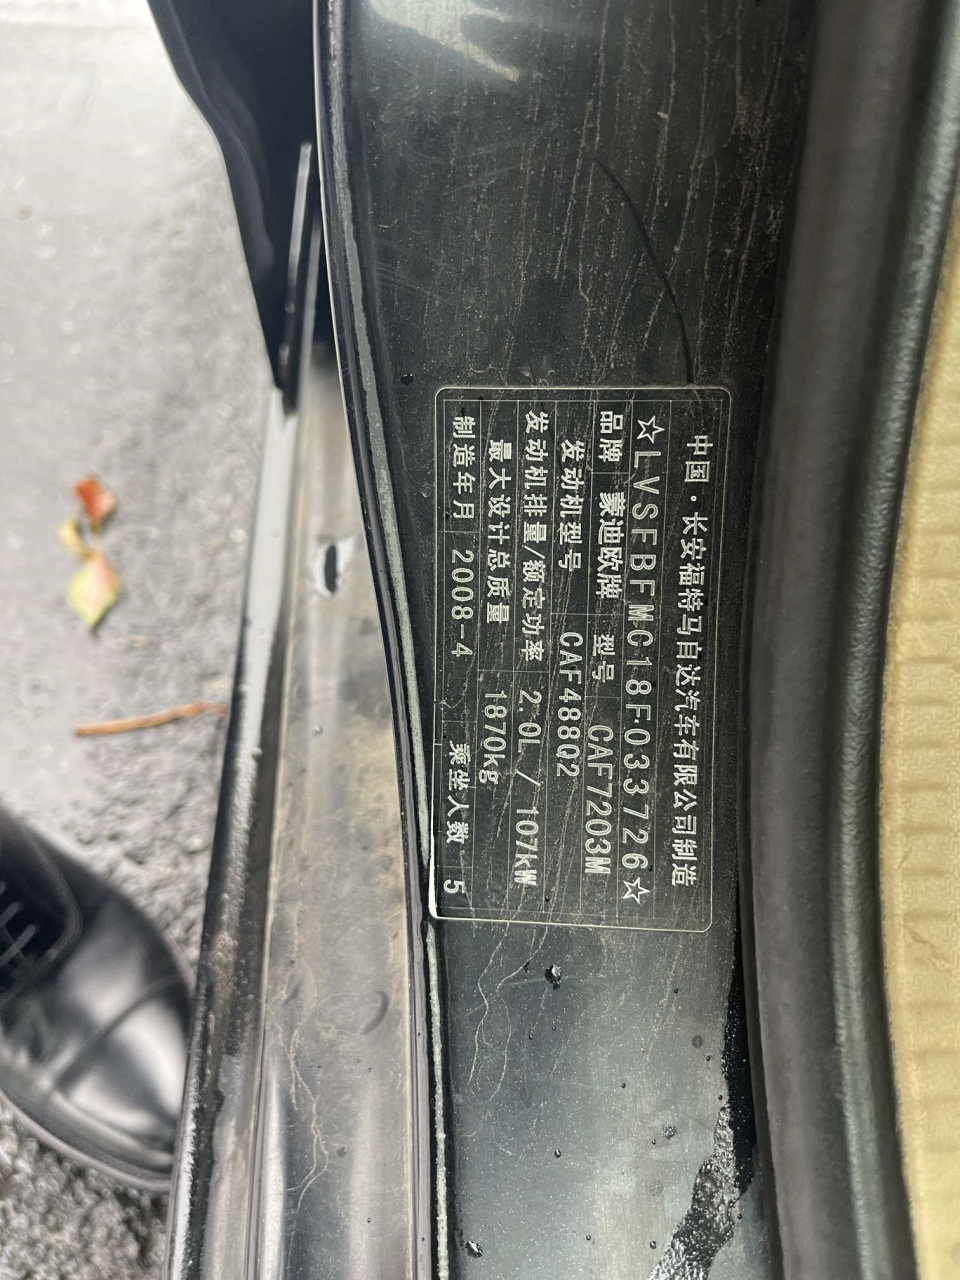 中国·长安福特马自达汽车有限公司制造
☆LVSFBFMC18F033726☆
品牌 蒙迪欧牌 型号 CAF7203M
发动机型号 CAF488Q2
发动机排量/额定功率 2.0L / 107kW
最大设计总质量 1870kg
制造年月 2008-4 乘坐人数 5